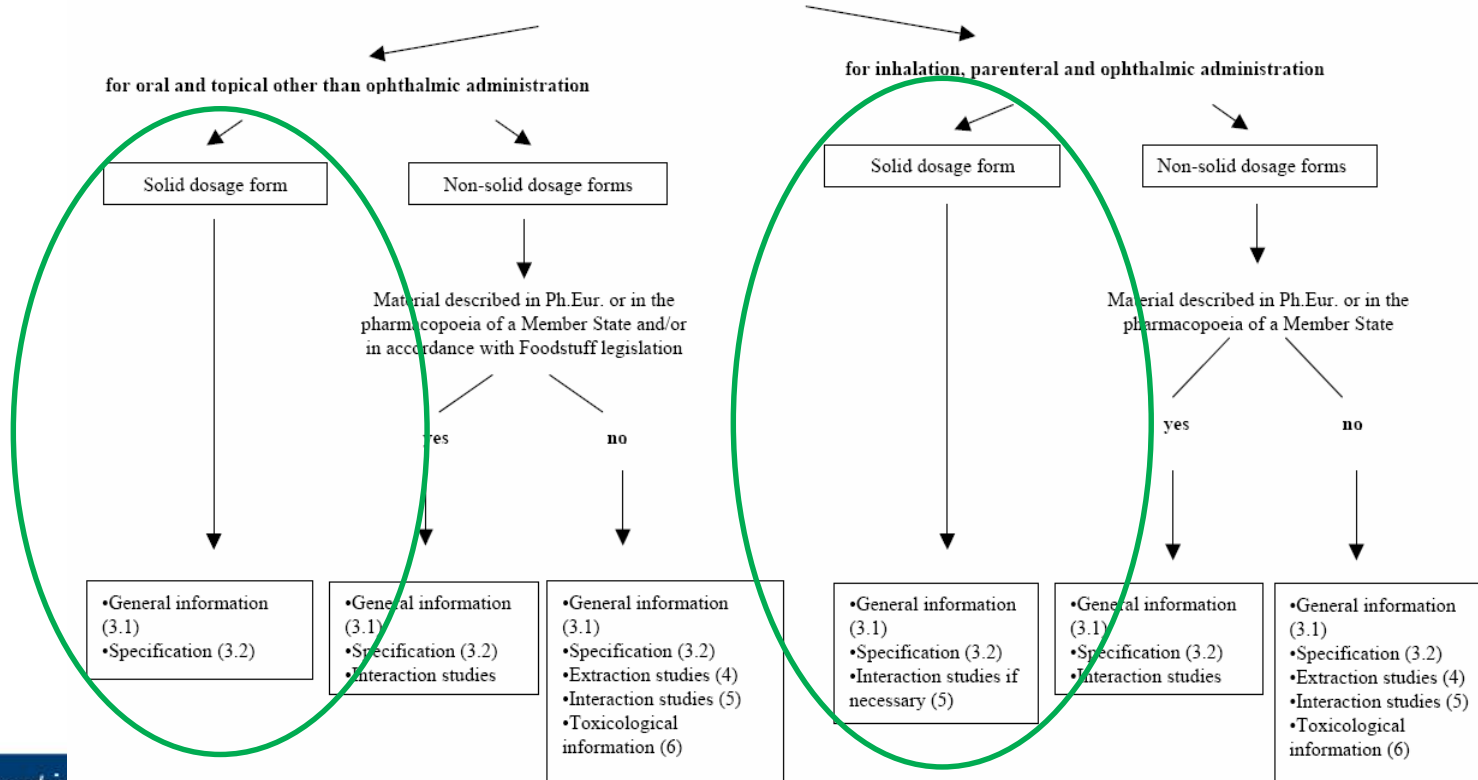 for oral and topical other than ophthalmic administration
for inhalation, parenteral and ophthalmic administration
Solid dosage form
Non-solid dosage forms
Solid dosage form
Non-solid dosage forms
Material described in Ph.Eur. or in the
pharmacopoeia of a Member State and/or
in accordance with Foodstuff legislation
Material described in Ph.Eur. or in the
pharmacopoeia of a Member State
yes
no
yes
no
•General information
(3.1)
•Specification (3.2)
•General information
(3.1)
•Specification (3.2)
•Interaction studies
•General information
(3.1)
•Specification (3.2)
•Extraction studies (4)
•Interaction studies (5)
•Toxicological
information (6)
•General information
(3.1)
•Specification (3.2)
•Interaction studies if
necessary (5)
•General information
(3.1)
•Specification (3.2)
•Interaction studies
•General information
(3.1)
•Specification (3.2)
•Extraction studies (4)
•Interaction studies (5)
•Toxicological
information (6)